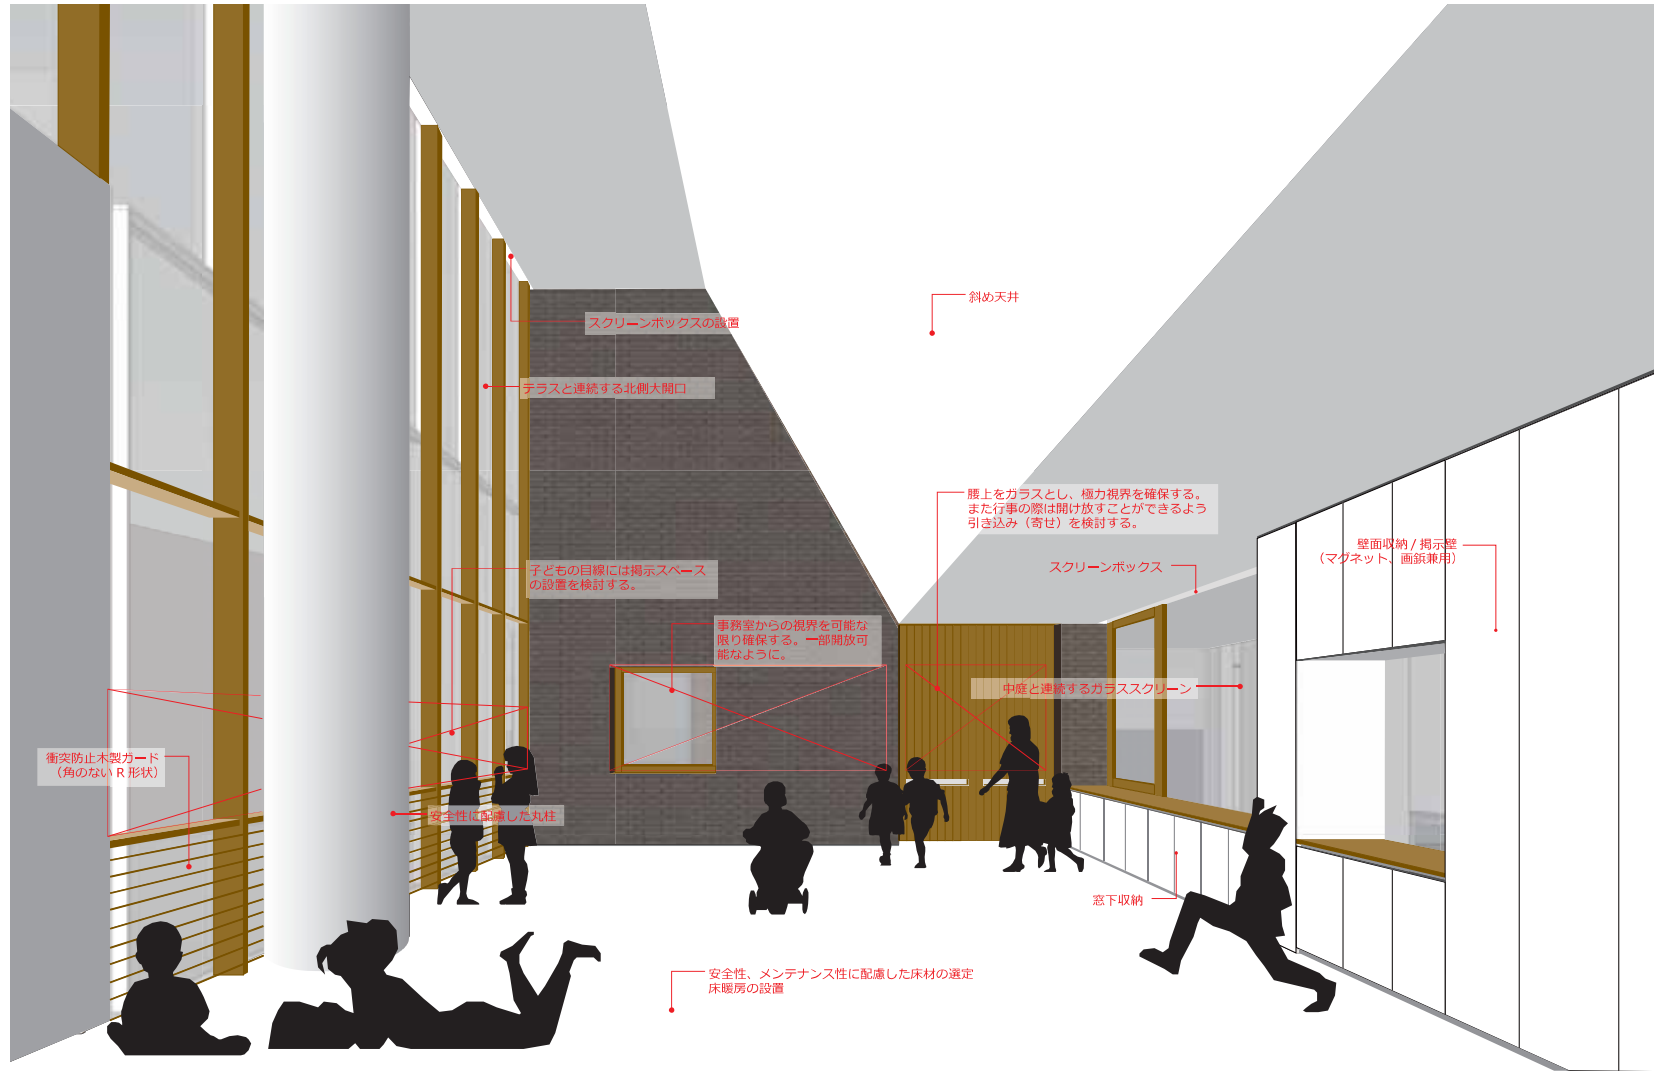 斜め天井
スクリーンボックスの設置
テラスと連続する北側大開口
腰上をガラスとし、極力視界を確保する。
また行事の際は開け放すことができるよう
引き込み（寄せ）を検討する。
壁面収納 / 掲示壁
（マグネット、画鋲兼用）
スクリーンボックス
子どもの目線には掲示スペース
の設置を検討する。
事務室からの視界を可能な
限り確保する。一部開放可
能なように。
中庭と連続するガラススクリーン
衝突防止木製ガード
（角のない R 形状）
安全性に配慮した丸柱
窓下収納
安全性、メンテナンス性に配慮した床材の選定
床暖房の設置